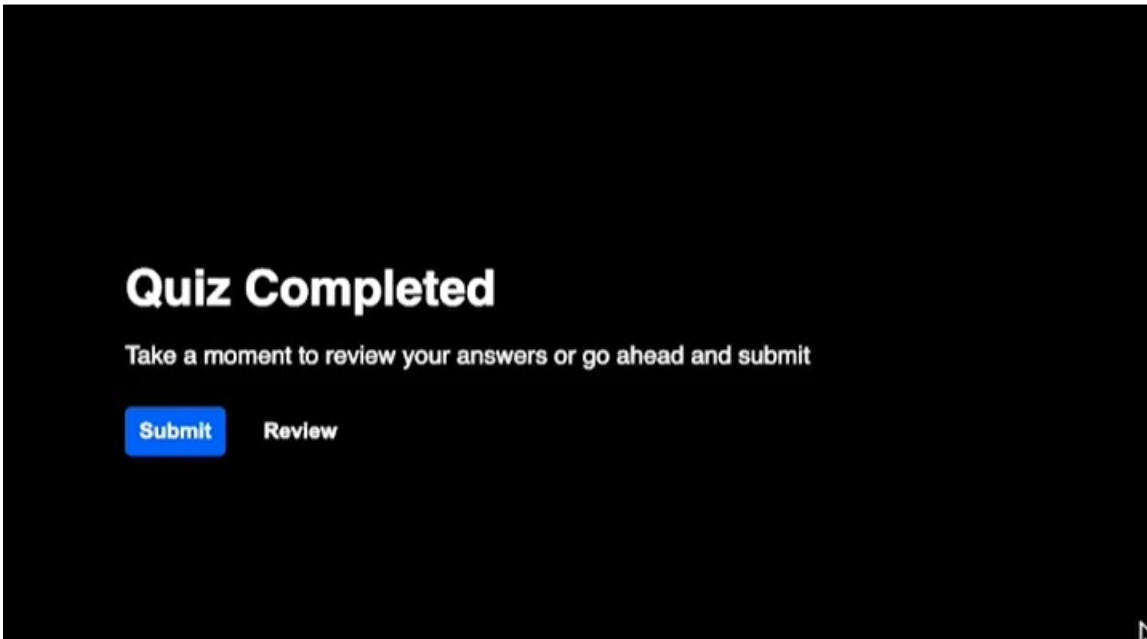 Quiz Completed
Take a moment to review your answers or go ahead and submit
Submit Review